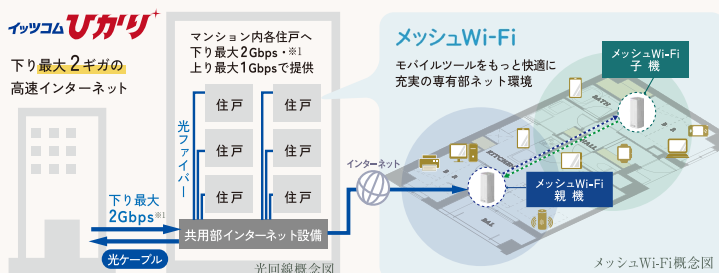 イッツコム ひかり
下り最大2ギガの
高速インターネット
マンション内各住戸へ
下り最大2Gbps・※1
上り最大1Gbpsで提供
住戸 住戸
住戸 住戸
住戸 住戸
光ファイバー
下り最大
2Gbps※1
光ケーブル
共用部インターネット設備
光回線概念図
インターネット
メッシュWi-Fi
モバイルツールをもっと快適に
充実の専有部ネット環境
メッシュWi-Fi
子機
メッシュWi-Fi
親機
BATH
HALL
KITCHEN
メッシュWi-Fi概念図